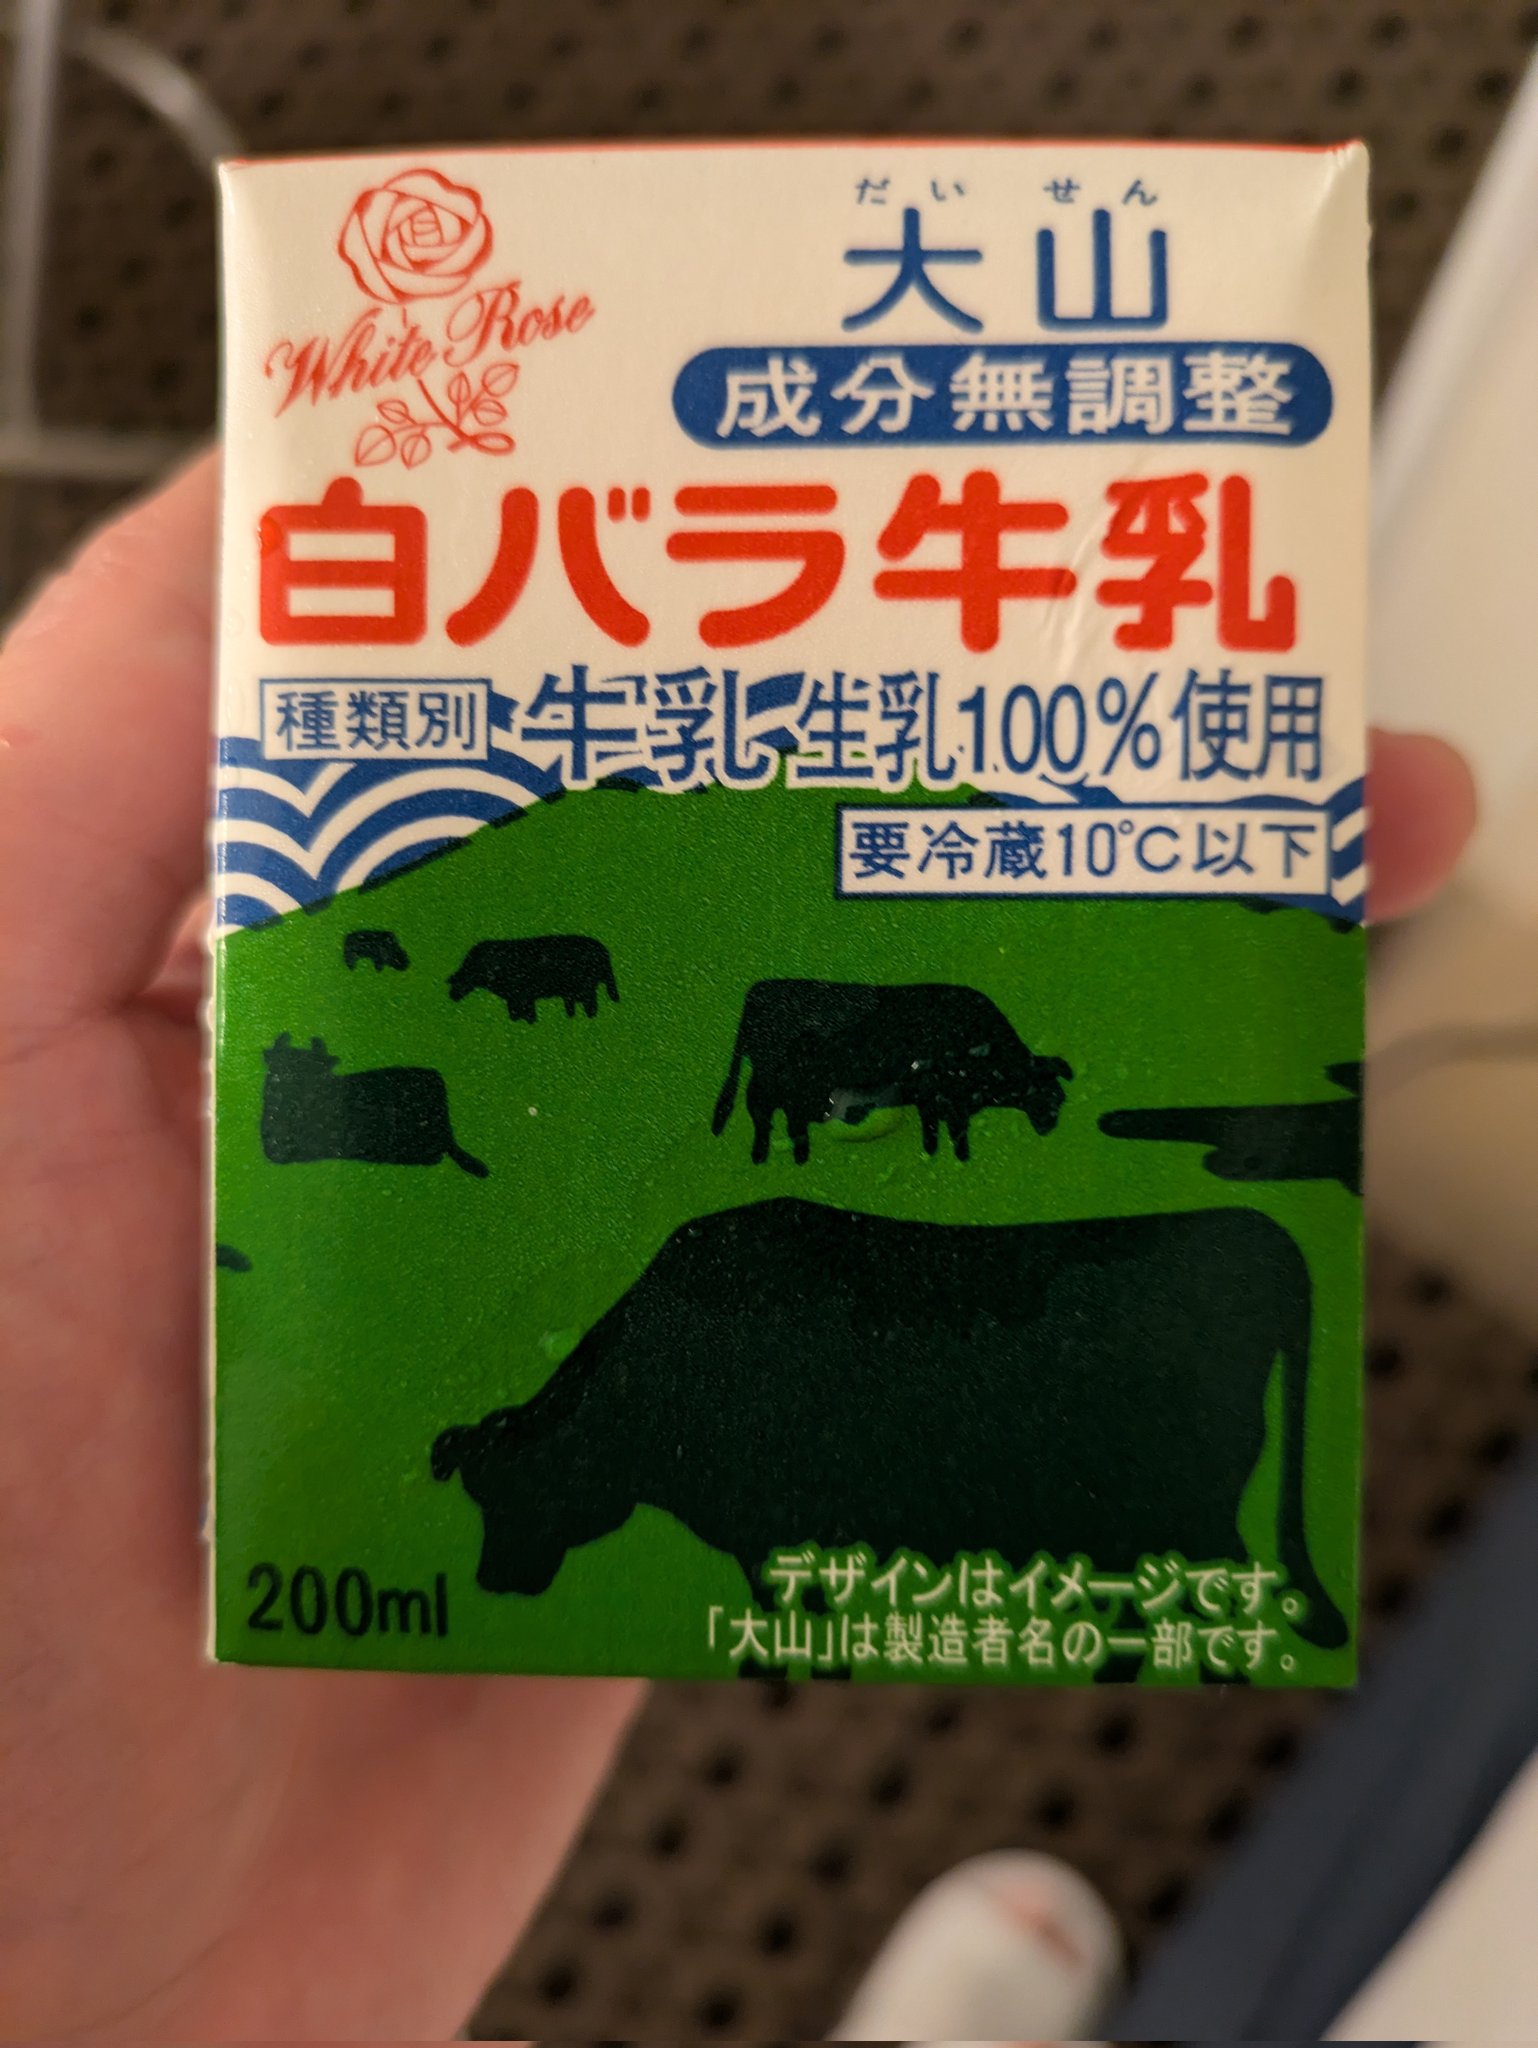 White Rose
だいせん
大山
成分無調整
白バラ牛乳
種類別 牛乳 生乳100%使用
要冷蔵10℃以下
200ml
デザインはイメージです。
「大山」は製造者名の一部です。